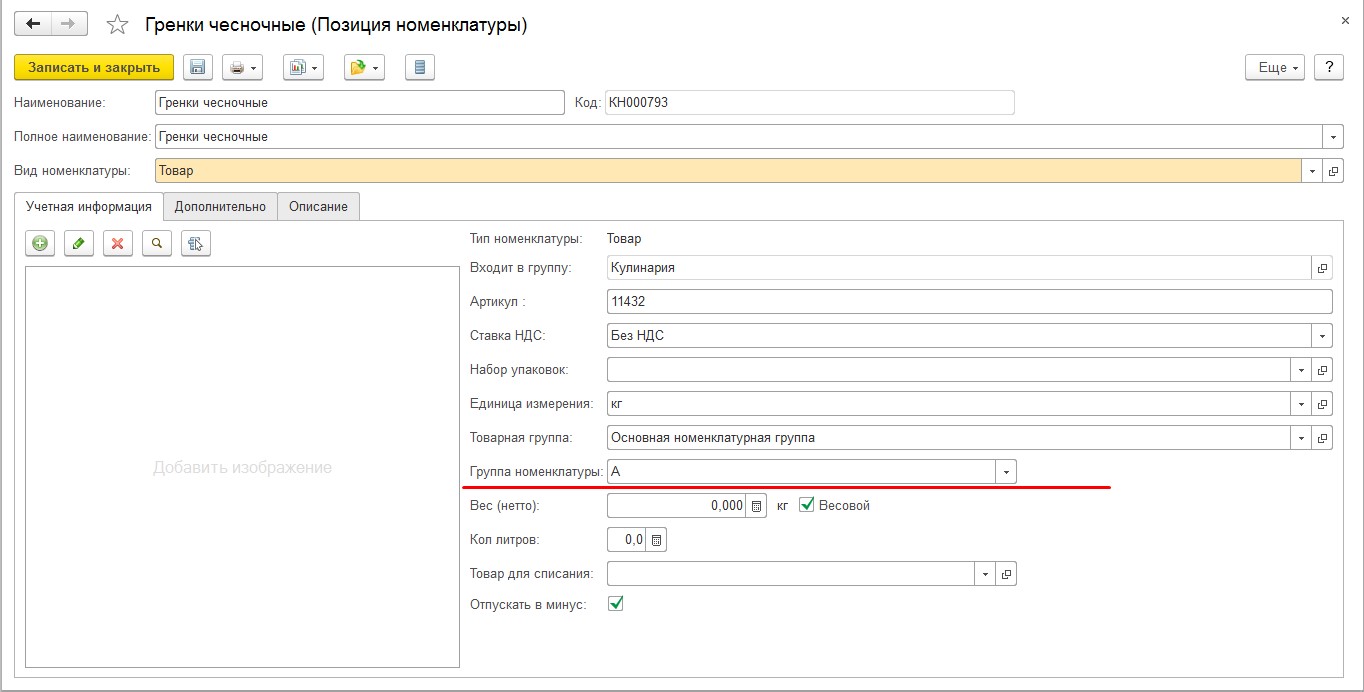 Гренки чесночные (Позиция номенклатуры)
Записать и закрыть Еще ?
Наименование: Гренки чесночные Код: КН000793
Полное наименование: Гренки чесночные
Вид номенклатуры: Товар
Учетная информация Дополнительно Описание
Тип номенклатуры: Товар
Входит в группу: Кулинария
Артикул : 11432
Ставка НДС: Без НДС
Набор упаковок:
Единица измерения: кг
Товарная группа: Основная номенклатурная группа
Добавить изображение
Группа номенклатуры: А
Вес (нетто): 0,000 кг Весовой
Кол литров: 0,0
Товар для списания:
Отпускать в минус: